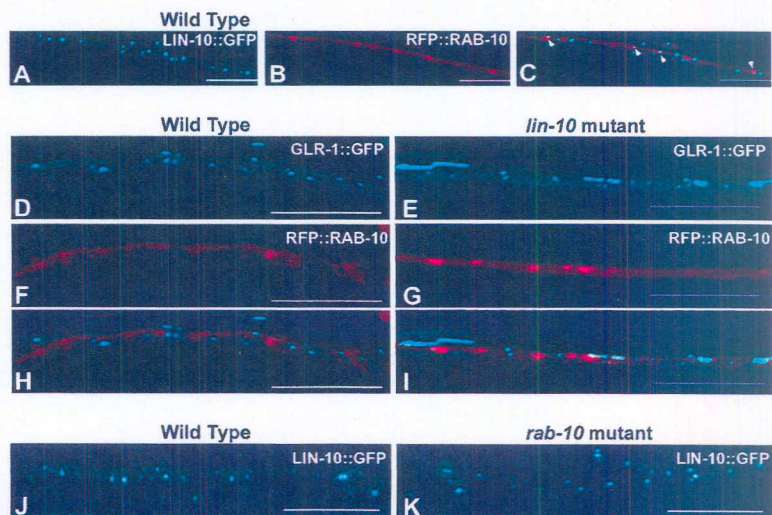 Wild Type
LIN-10::GFP
A
RFP::RAB-10
B
C
Wild Type
lin-10 mutant
GLR-1::GFP
D
GLR-1::GFP
E
RFP::RAB-10
F
RFP::RAB-10
G
H
I
Wild Type
rab-10 mutant
LIN-10::GFP
J
LIN-10::GFP
K